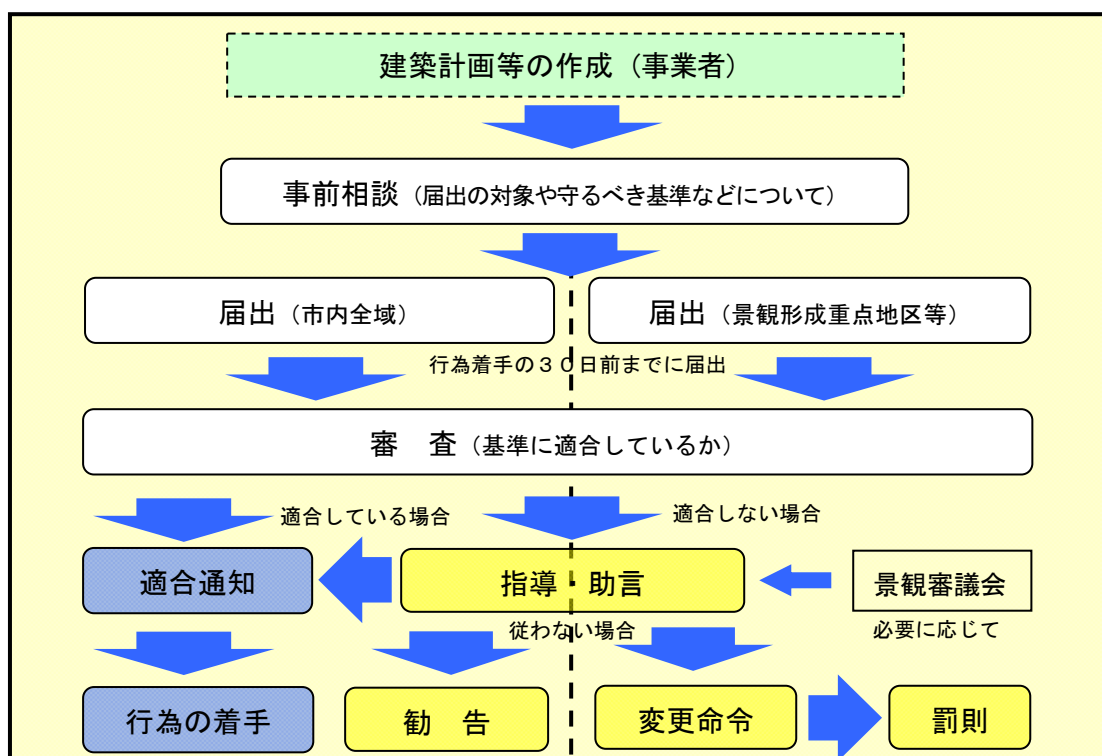 建築計画等の作成（事業者）
事前相談（届出の対象や守るべき基準などについて）
届出（市内全域）
届出（景観形成重点地区等）
行為着手の３０日前までに届出
審　査（基準に適合しているか）
適合している場合
適合しない場合
適合通知
指導・助言
景観審議会
従わない場合
必要に応じて
行為の着手
勧　告
変更命令
罰則